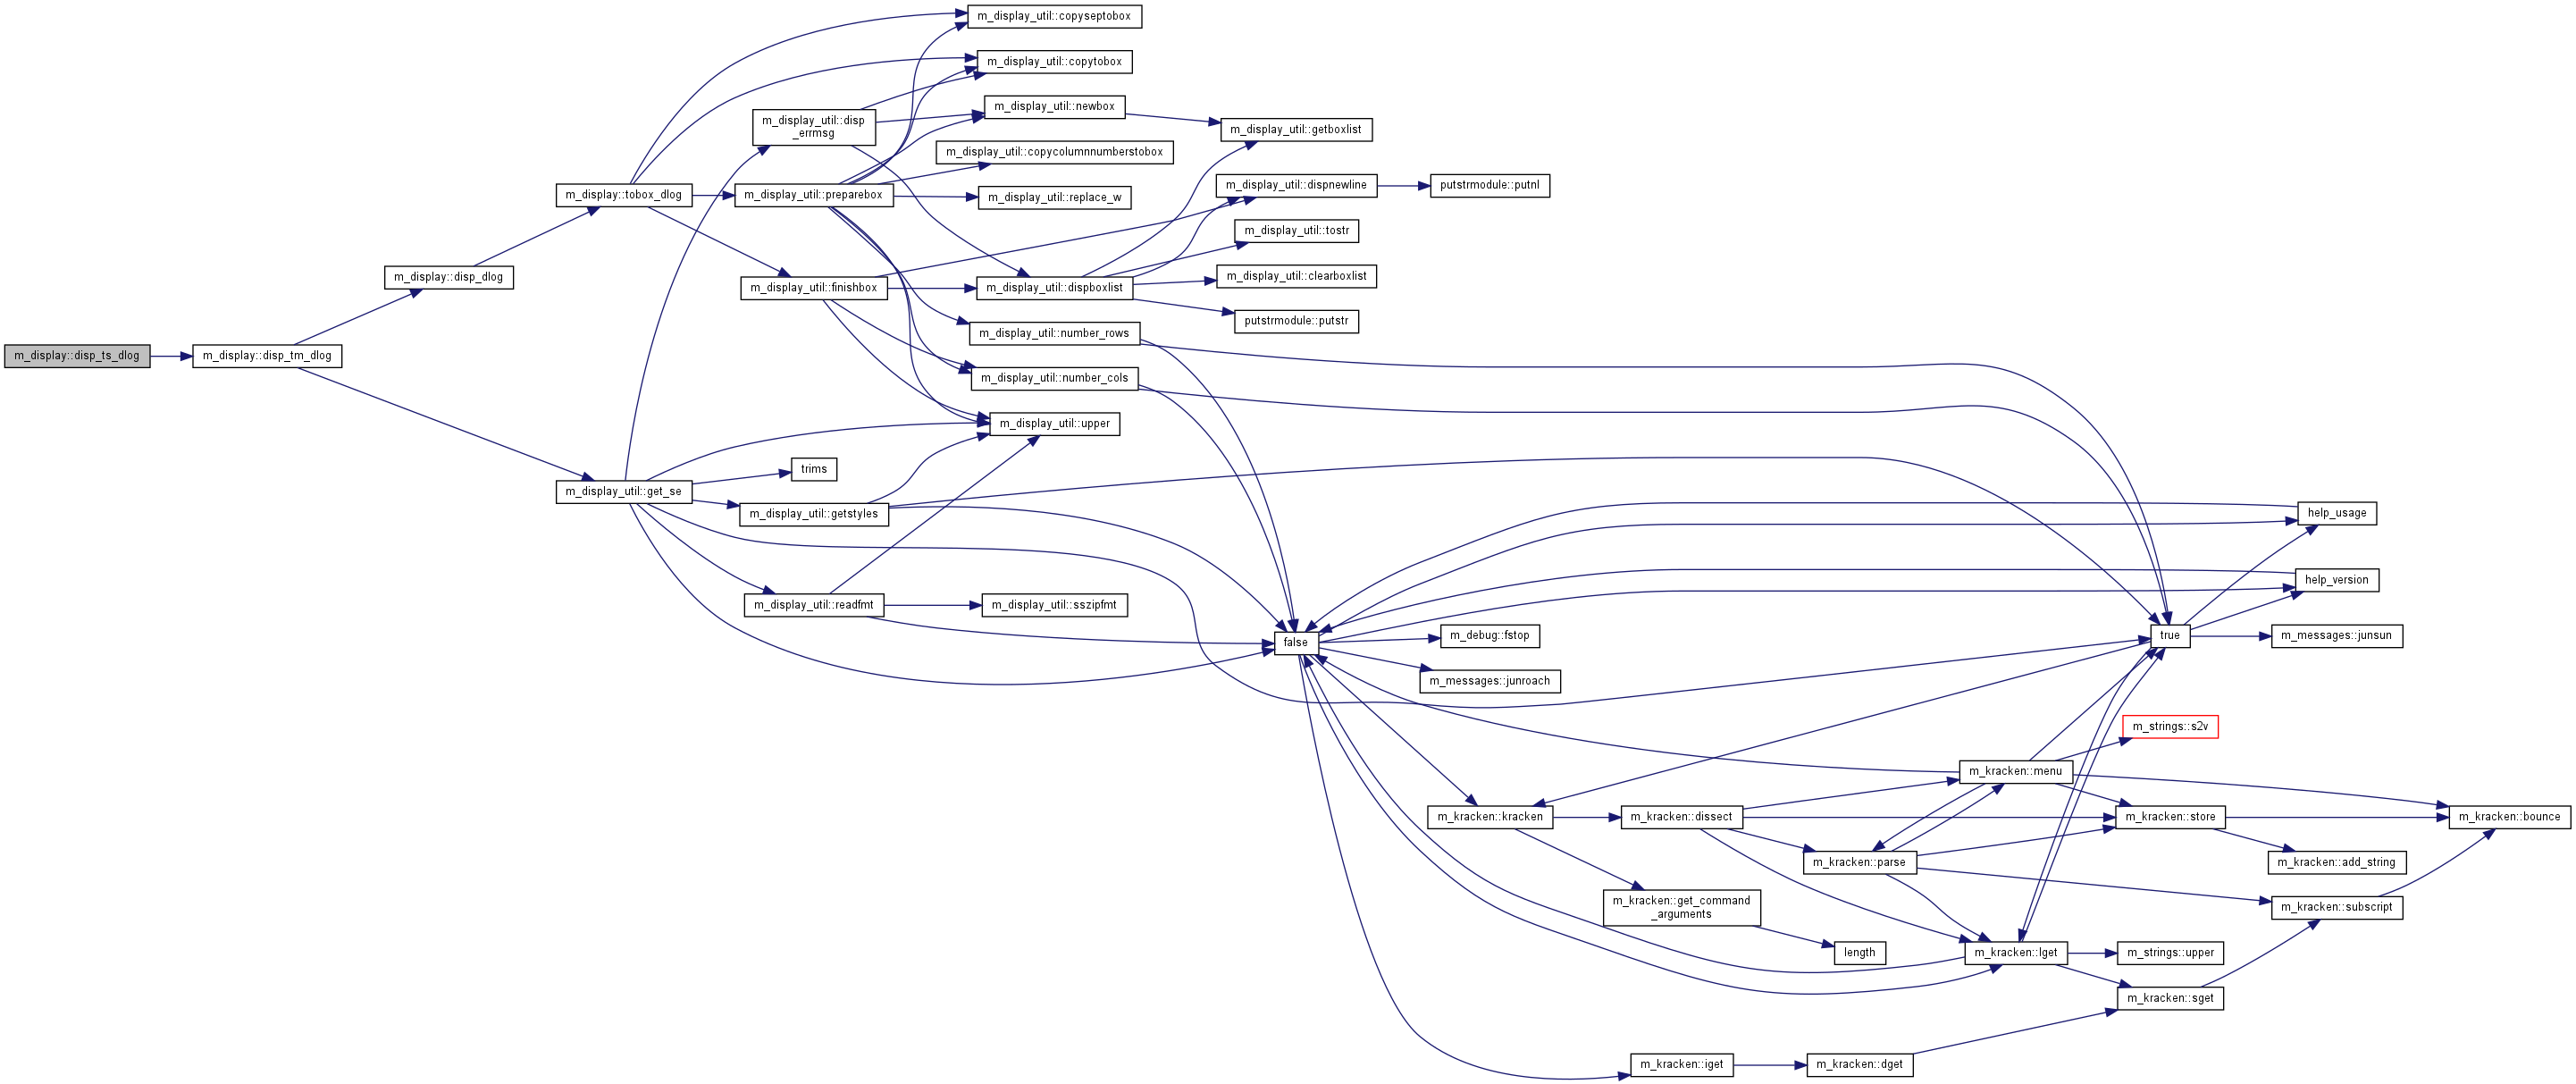 m_display::disp_ts_dlog
m_display::disp_tm_dlog
m_display::disp_dlog
m_display_util::get_se
m_display::tobox_dlog
m_display_util::disp
_errmsg
m_display_util::preparebox
m_display_util::finishbox
trims
m_display_util::getstyles
m_display_util::readfmt
m_display_util::copyseptobox
m_display_util::copytobox
m_display_util::newbox
m_display_util::copycolumnnumberstobox
m_display_util::replace_w
m_display_util::dispboxlist
m_display_util::number_rows
m_display_util::number_cols
m_display_util::upper
m_display_util::sszipfmt
m_display_util::getboxlist
m_display_util::dispnewline
m_display_util::tostr
m_display_util::clearboxlist
putstrmodule::putstr
false
putstrmodule::putnl
m_debug::fstop
m_messages::junroach
m_kracken::kracken
m_kracken::dissect
m_kracken::get_command
_arguments
m_kracken::iget
m_kracken::parse
length
m_kracken::dget
m_kracken::menu
m_kracken::lget
true
m_strings::s2v
m_kracken::store
m_strings::upper
m_kracken::sget
help_usage
help_version
m_messages::junsun
m_kracken::add_string
m_kracken::subscript
m_kracken::bounce